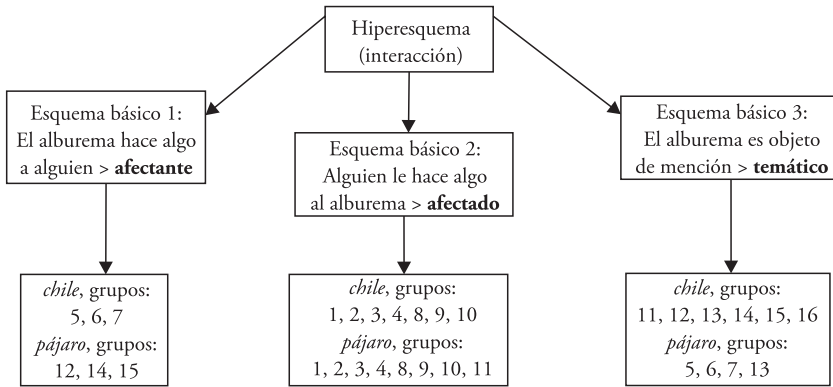 Hiperesquema
(interacción)
Esquema básico 1:
El alburema hace algo
a alguien > afectante
Esquema básico 2:
Alguien le hace algo
al alburema > afectado
Esquema básico 3:
El alburema es objeto
de mención > temático
chile, grupos:
5, 6, 7
pájaro, grupos:
12, 14, 15
chile, grupos:
1, 2, 3, 4, 8, 9, 10
pájaro, grupos:
1, 2, 3, 4, 8, 9, 10, 11
chile, grupos:
11, 12, 13, 14, 15, 16
pájaro, grupos:
5, 6, 7, 13